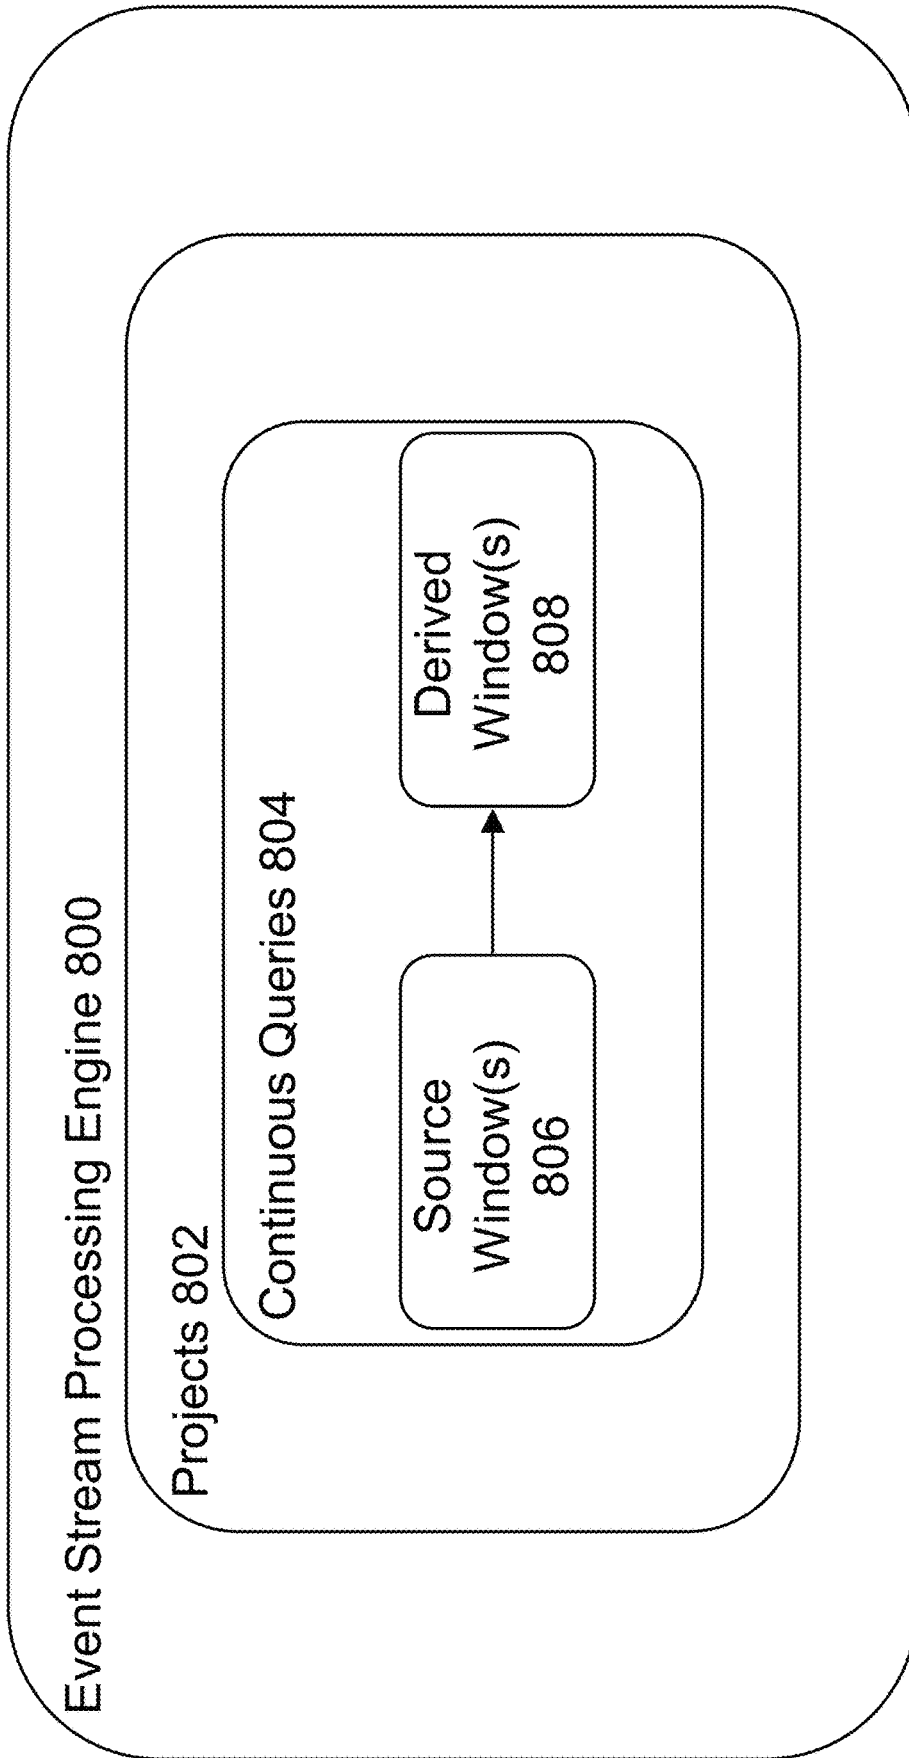 Event Stream Processing Engine 800
Projects 802
Continuous Queries 804
Source
Window(s)
806
Derived
Window(s)
808